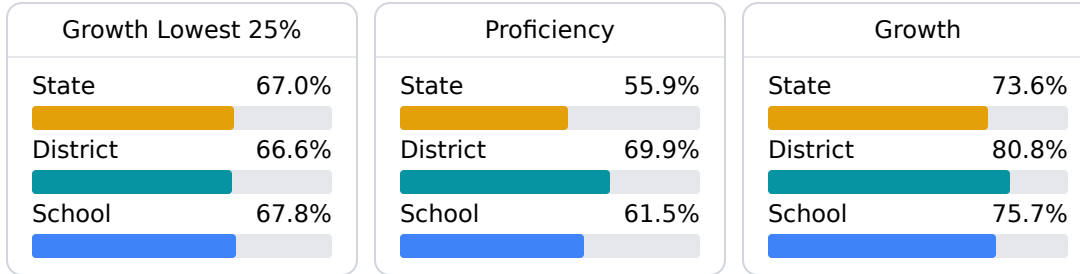 Growth Lowest 25%
State 67.0%
District 66.6%
School 67.8%
Proficiency
State 55.9%
District 69.9%
School 61.5%
Growth
State 73.6%
District 80.8%
School 75.7%